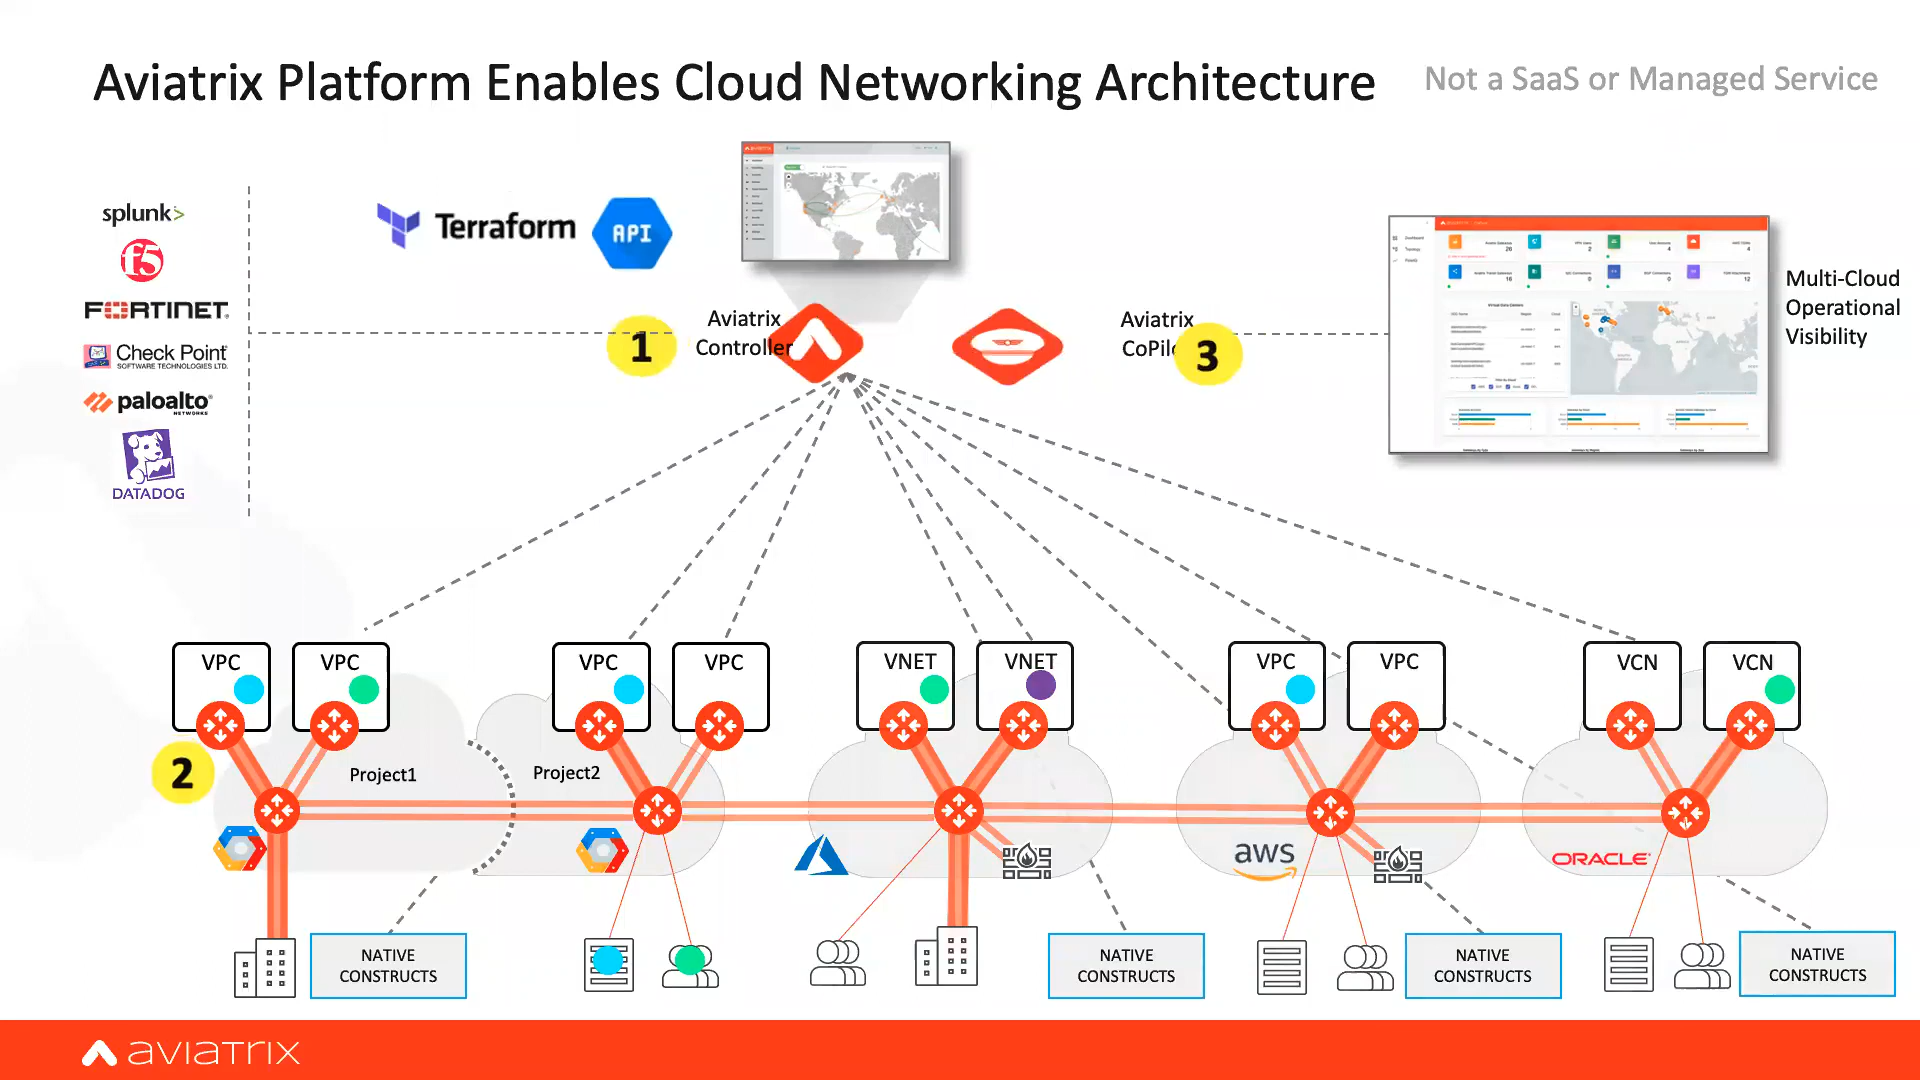 Aviatrix Platform Enables Cloud Networking Architecture
Not a SaaS or Managed Service
splunk>
f5
FORTINET
Check Point
SOFTWARE TECHNOLOGIES LTD.
paloalto
NETWORKS
DATADOG
Terraform
API
1
Aviatrix
Controller
Aviatrix
CoPil
3
Multi-Cloud
Operational
Visibility
VPC
VPC
VPC
VPC
VNET
VNET
VPC
VPC
VCN
VCN
2
Project1
Project2
aws
ORACLE
NATIVE
CONSTRUCTS
NATIVE
CONSTRUCTS
NATIVE
CONSTRUCTS
NATIVE
CONSTRUCTS
aviatrix